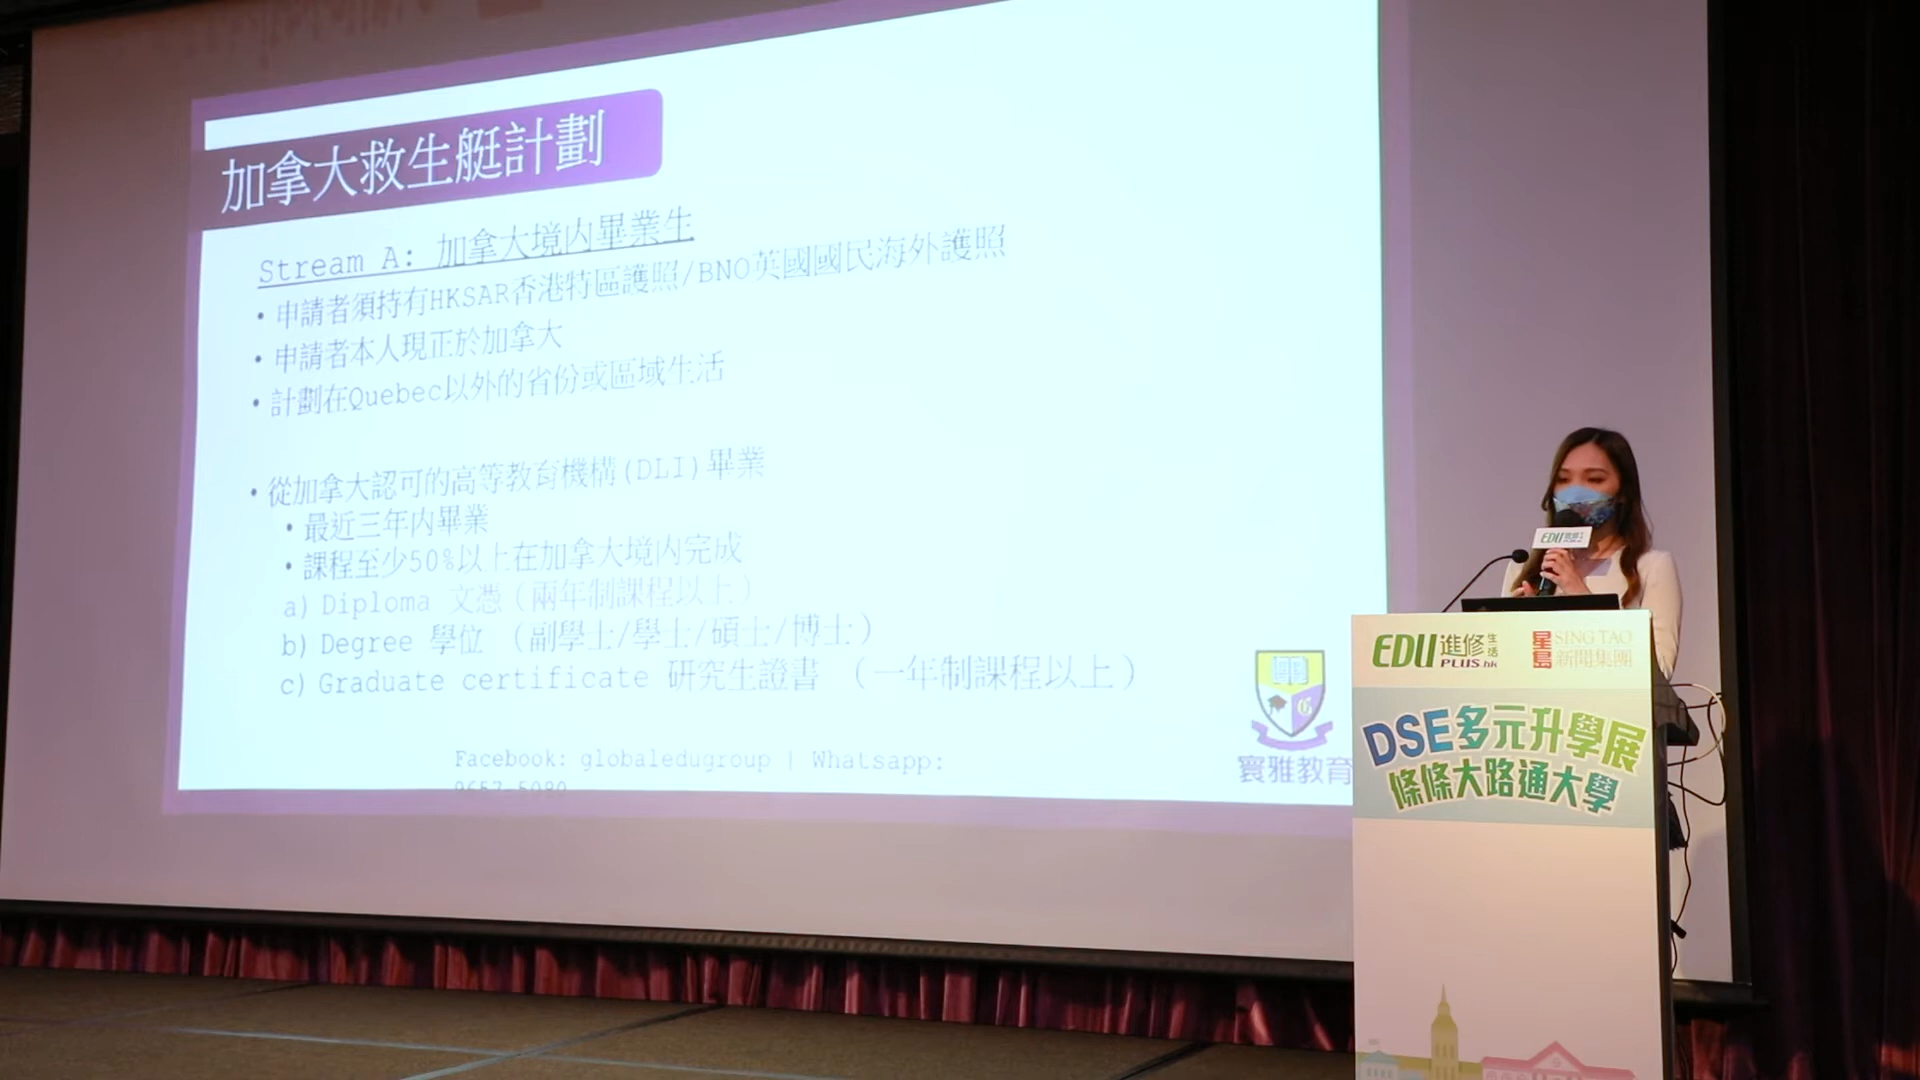 加拿大救生艇計劃
Stream A: 加拿大境内畢業生
• 申請者須持有HKSAR香港特區護照/BNO英國國民海外護照
• 申請者本人現正於加拿大
• 計劃在Quebec以外的省份或區域生活
• 從加拿大認可的高等教育機構(DLI)畢業
• 最近三年内畢業
• 課程至少50%以上在加拿大境内完成
a) Diploma 文憑（兩年制課程以上）
b) Degree 學位 （副學士/學士/碩士/博士）
c) Graduate certificate 研究生證書 （一年制課程以上）
Facebook: globaledugroup | Whatsapp:
9657-5080
寰雅教育
EDU進修生活
PLUS.hk
星島 SING TAO
新聞集團
DSE多元升學展
條條大路通大學